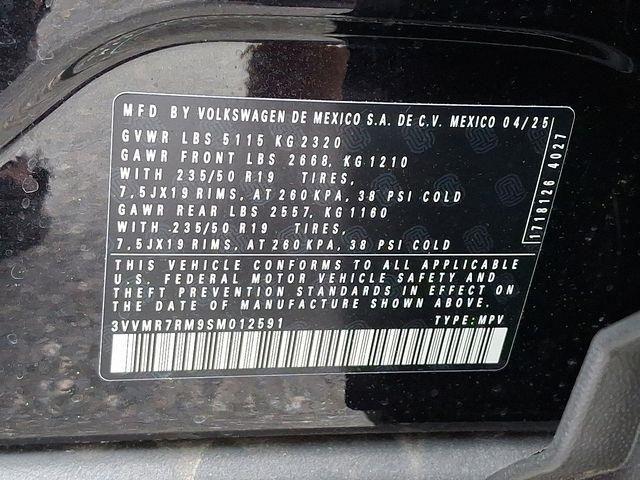 MFD BY VOLKSWAGEN DE MEXICO S.A. DE C.V. MEXICO 04/25
GVWR LBS 5115 KG 2320
GAWR FRONT LBS 2668, KG 1210
WITH 235/50 R19 TIRES,
7,5JX19 RIMS, AT 260 KPA, 38 PSI COLD
GAWR REAR LBS 2557, KG 1160
WITH 235/50 R19 TIRES,
7,5JX19 RIMS, AT 260 KPA, 38 PSI COLD
1718126 4027
THIS VEHICLE CONFORMS TO ALL APPLICABLE
U.S. FEDERAL MOTOR VEHICLE SAFETY AND
THEFT PREVENTION STANDARDS IN EFFECT ON
THE DATE OF MANUFACTURE SHOWN ABOVE.
3VVMR7RM9SM012591 TYPE: MPV